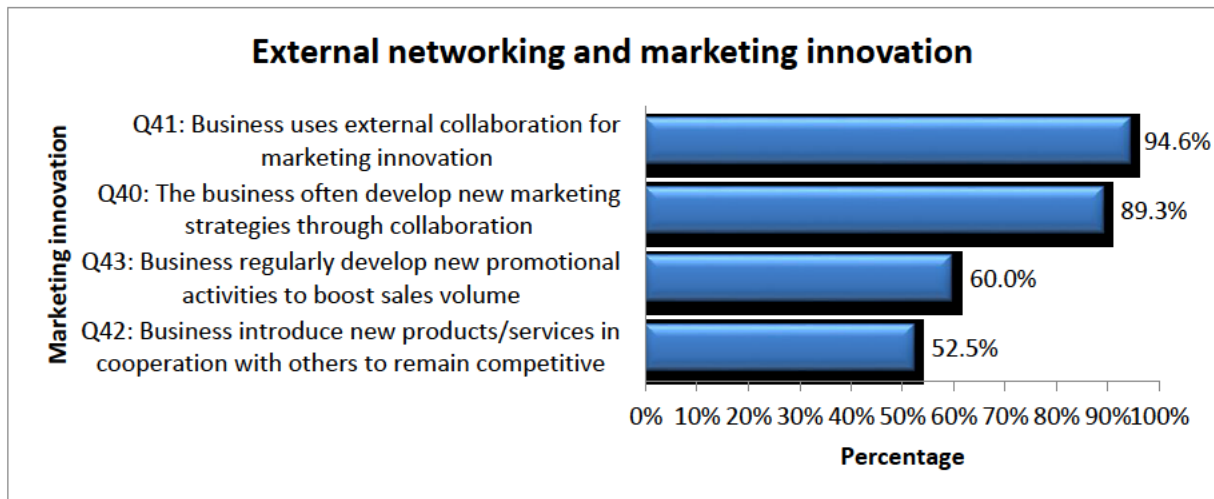 External networking and marketing innovation
Marketing innovation
Q41: Business uses external collaboration for
marketing innovation
94.6%
Q40: The business often develop new marketing
strategies through collaboration
89.3%
Q43: Business regularly develop new promotional
activities to boost sales volume
60.0%
Q42: Business introduce new products/services in
cooperation with others to remain competitive
52.5%
0% 10% 20% 30% 40% 50% 60% 70% 80% 90% 100%
Percentage